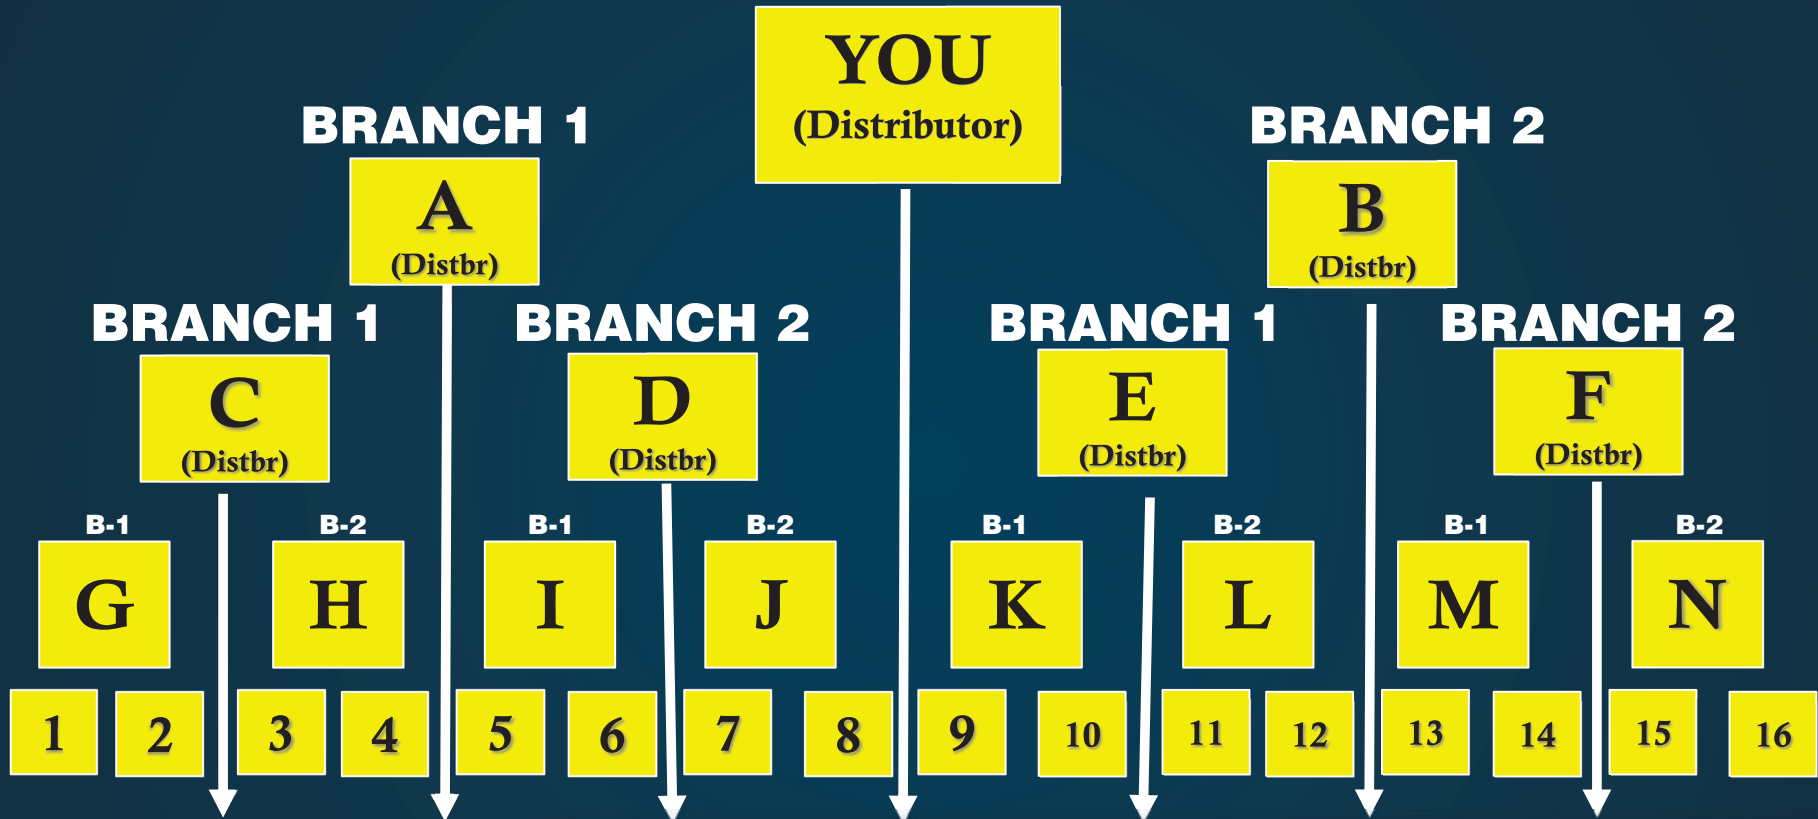 YOU
(Distributor)
BRANCH 1
BRANCH 2
A
(Distbr)
B
(Distbr)
BRANCH 1
BRANCH 2
BRANCH 1
BRANCH 2
C
(Distbr)
D
(Distbr)
E
(Distbr)
F
(Distbr)
B-1
B-2
B-1
B-2
B-1
B-2
B-1
B-2
G
H
I
J
K
L
M
N
1
2
3
4
5
6
7
8
9
10
11
12
13
14
15
16